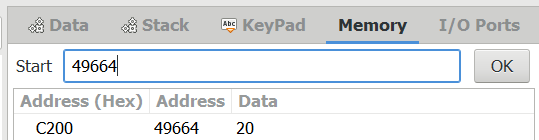 Data Stack Abc KeyPad Memory I/O Ports
Start 49664 OK
Address (Hex) Address Data
C200 49664 20